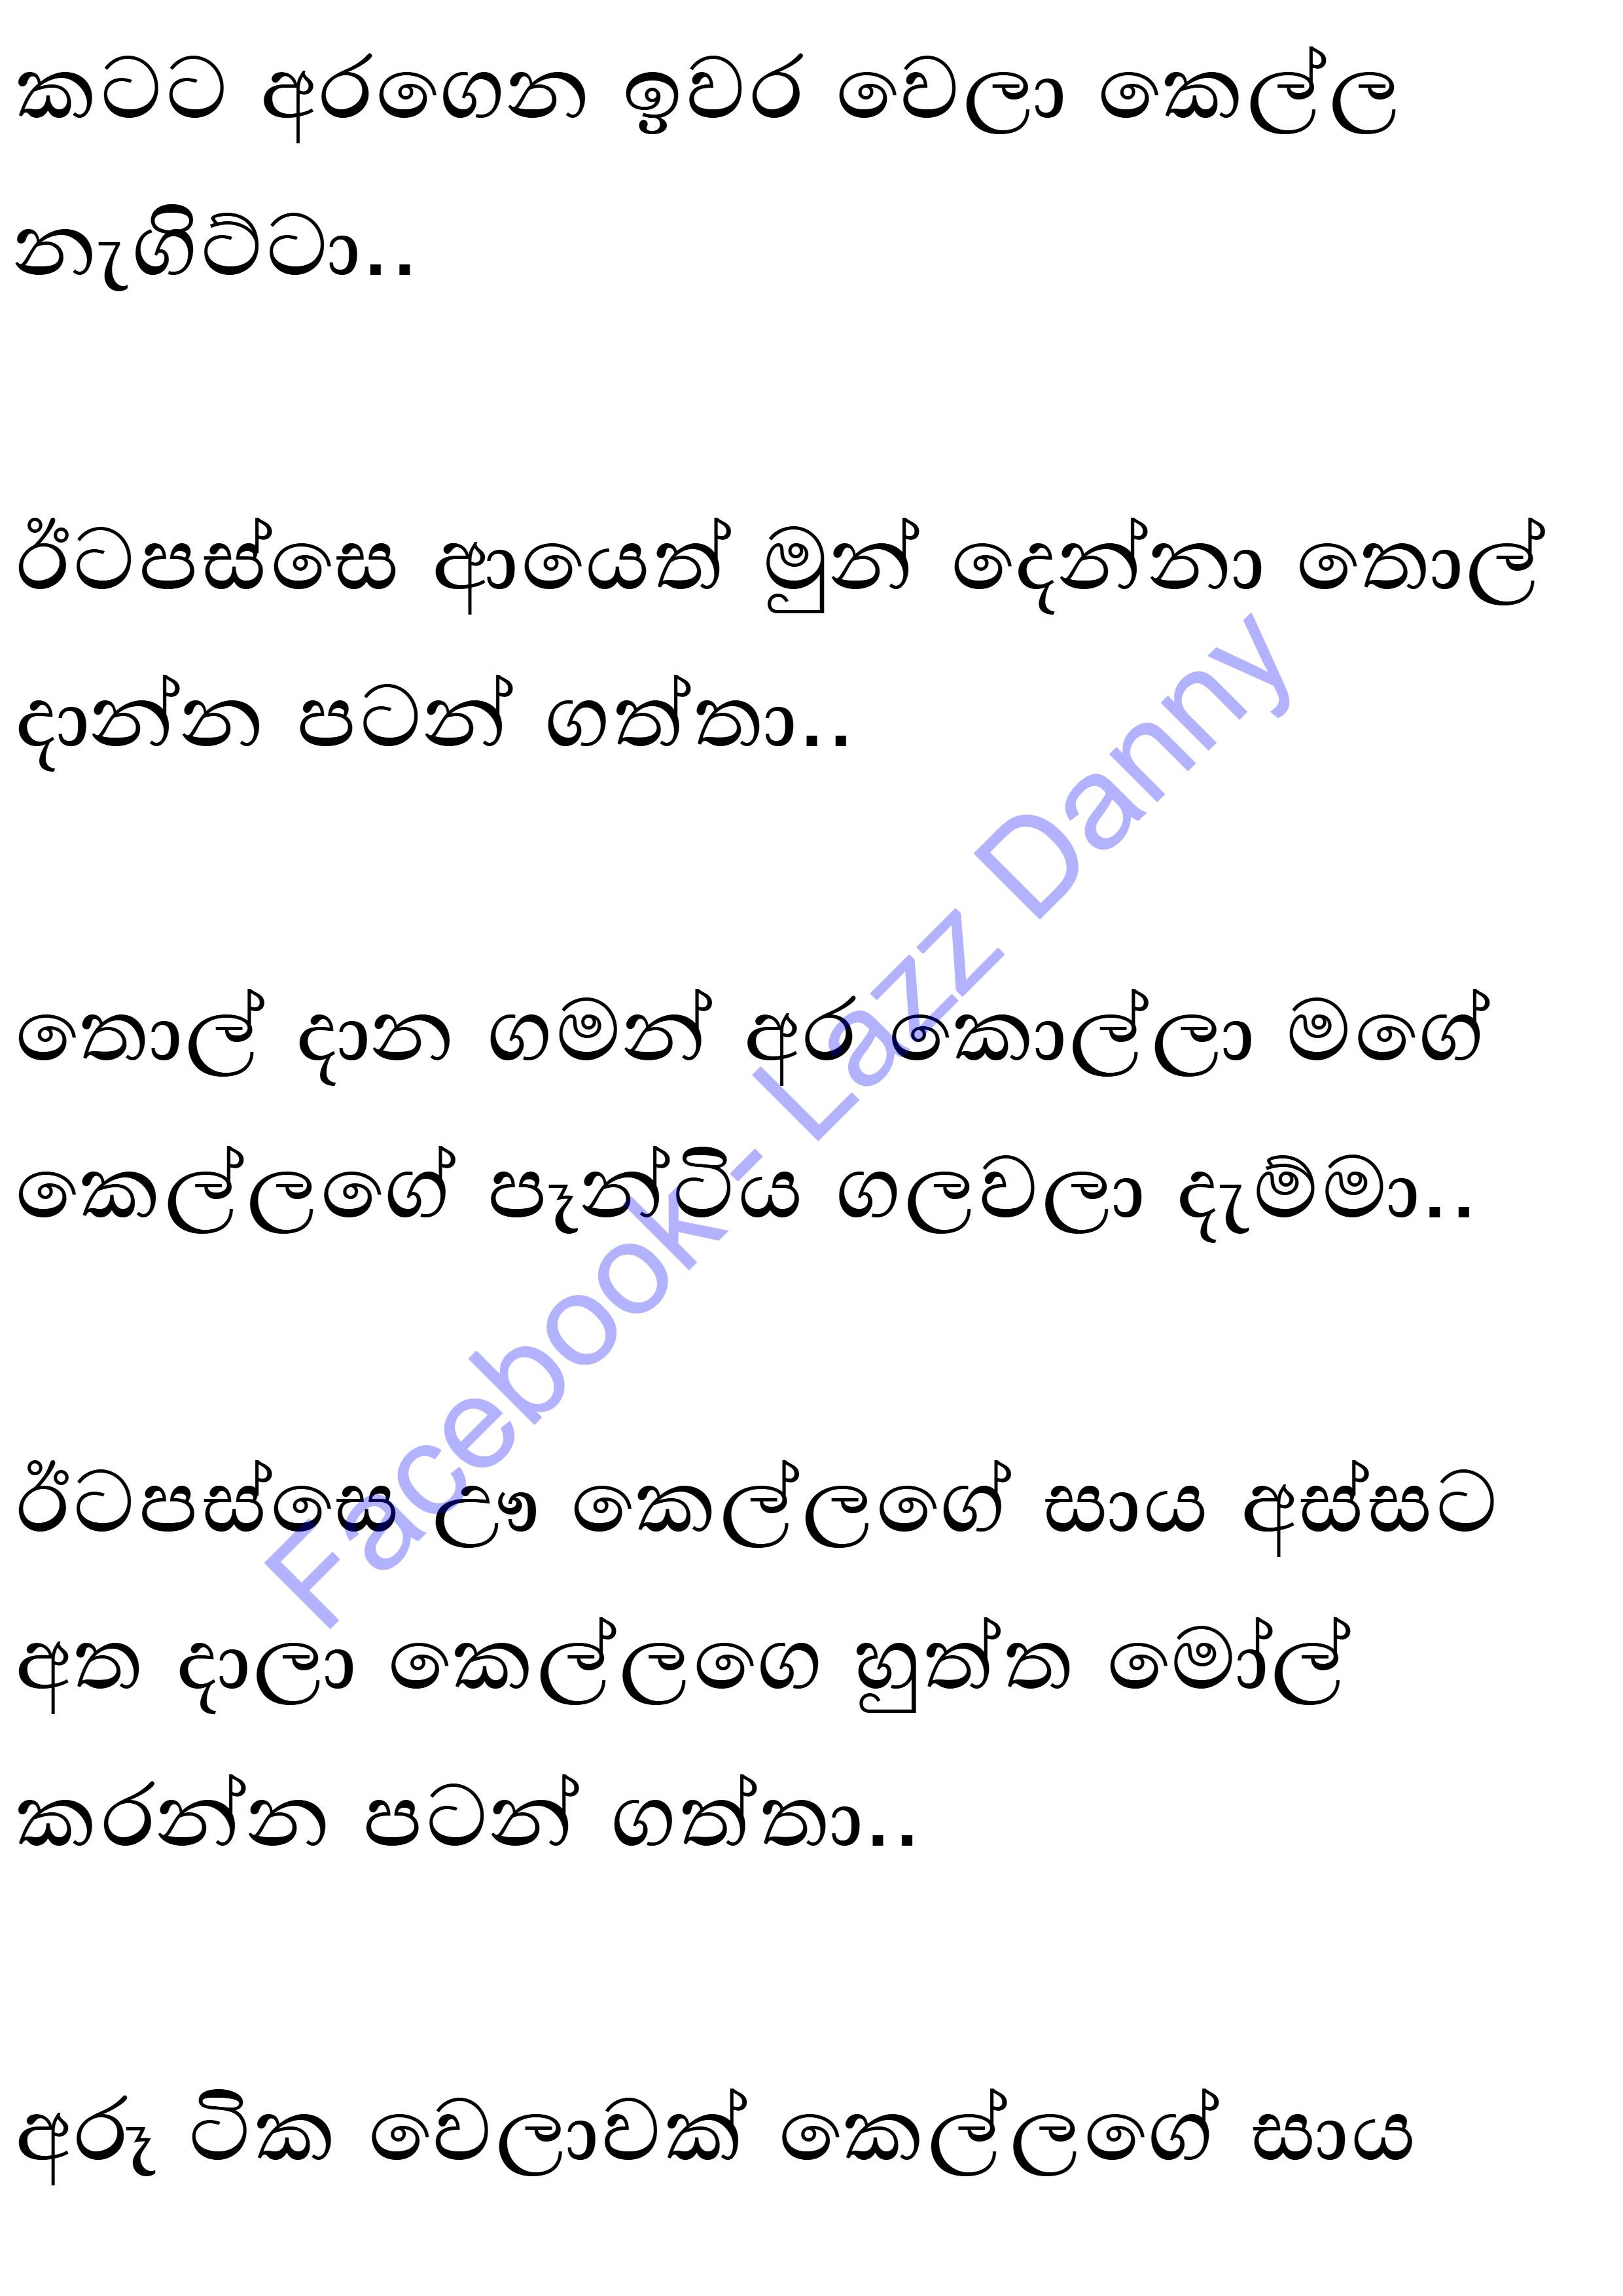 කටට අරගෙන ඉවර වෙලා කෙල්ල
නැගිට්ටා..
ඊටපස්සෙ ආයෙත් මුන් දෙන්නා තොල්
දාන්න පටන් ගත්තා..
තොල් දාන ගමන් අර කොල්ලා මගේ
කෙල්ලගේ පෑන්ටිය ගලවලා දැම්මා..
ඊටපස්සෙ ඌ කෙල්ලගේ සාය අස්සට
අත දාලා කෙල්ලගෙ හුත්ත මෝල්
කරන්න පටන් ගත්තා..
අරූ ටික වෙලාවක් කෙල්ලගේ සාය
Facebook- Lazz Danny